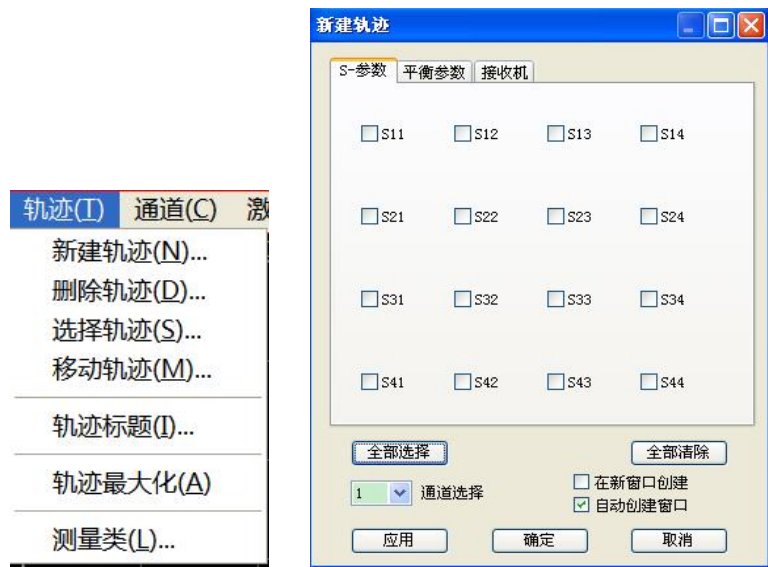 轨迹(T) 通道(C) 激
新建轨迹(N)...
删除轨迹(D)...
选择轨迹(S)...
移动轨迹(M)...
轨迹标题(I)...
轨迹最大化(A)
测量类(L)...
新建轨迹
S-参数 平衡参数 接收机
S11 S12 S13 S14
S21 S22 S23 S24
S31 S32 S33 S34
S41 S42 S43 S44
全部选择 全部清除
1 通道选择
在新窗口创建
自动创建窗口
应用 确定 取消